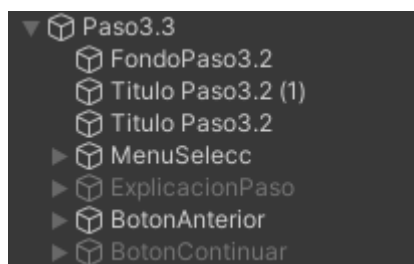 Paso3.3
FondoPaso3.2
Titulo Paso3.2 (1)
Titulo Paso3.2
MenuSelecc
ExplicacionPaso
BotonAnterior
BotonContinuar